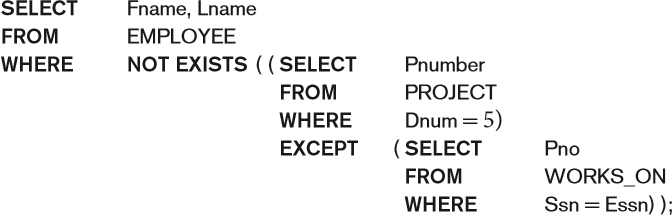 SELECT Fname, Lname
FROM EMPLOYEE
WHERE NOT EXISTS ( ( SELECT Pnumber
FROM PROJECT
WHERE Dnum = 5)
EXCEPT ( SELECT Pno
FROM WORKS_ON
WHERE Ssn = Essn) );